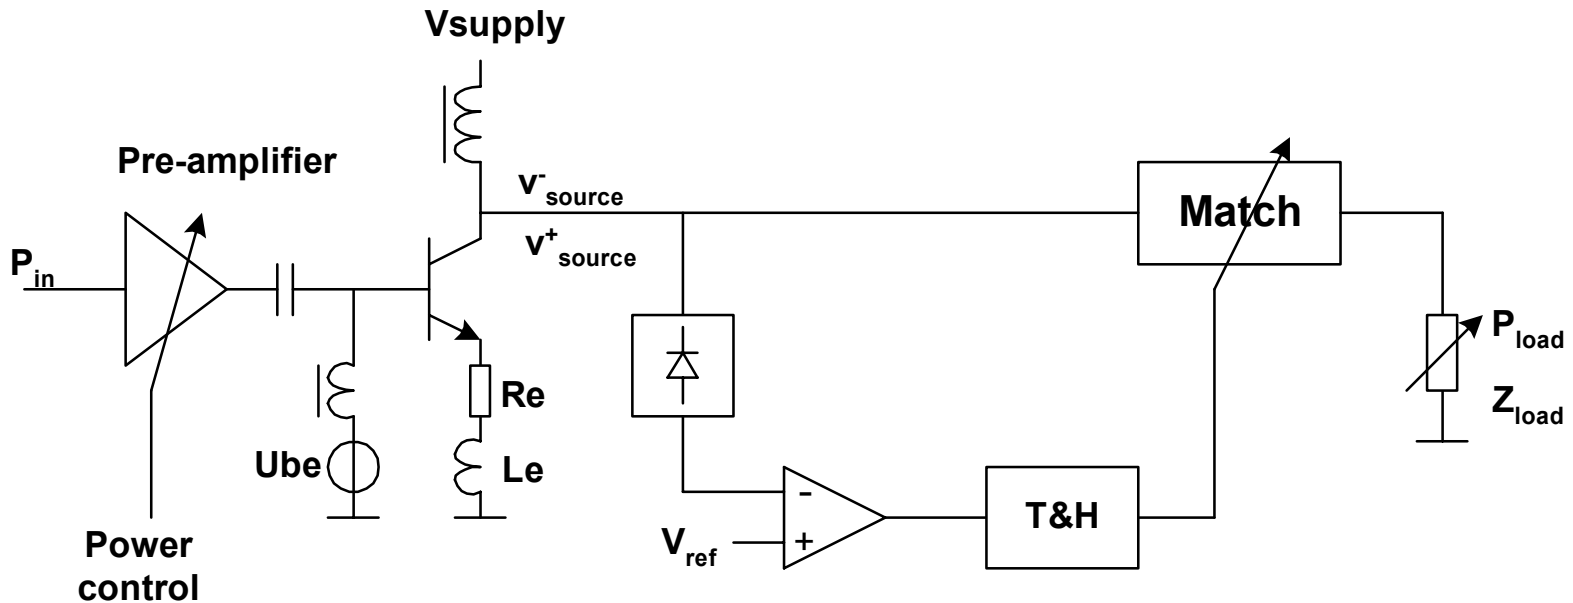 Vsupply
Pre-amplifier
v-source
v+source
Match
Pin
Pload
Re
Zload
Ube
Le
-
T&H
Vref
+
Power
control